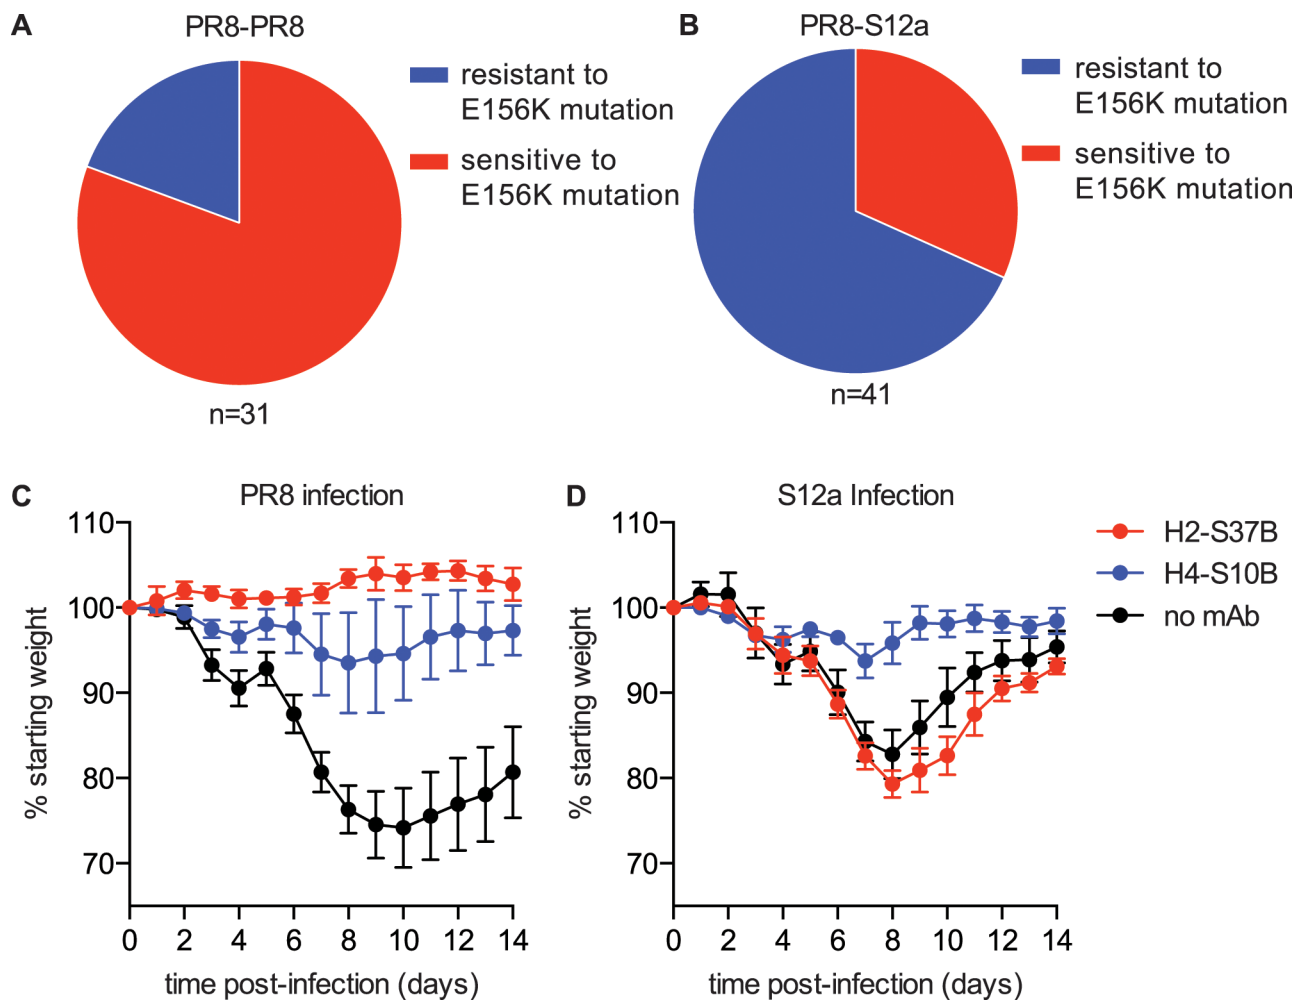 A
PR8-PR8
resistant to
E156K mutation
sensitive to
E156K mutation
n=31
B
PR8-S12a
resistant to
E156K mutation
sensitive to
E156K mutation
n=41
C
PR8 infection
110
100
90
80
70
% starting weight
0 2 4 6 8 10 12 14
time post-infection (days)
D
S12a Infection
110
100
90
80
70
% starting weight
0 2 4 6 8 10 12 14
time post-infection (days)
H2-S37B
H4-S10B
no mAb